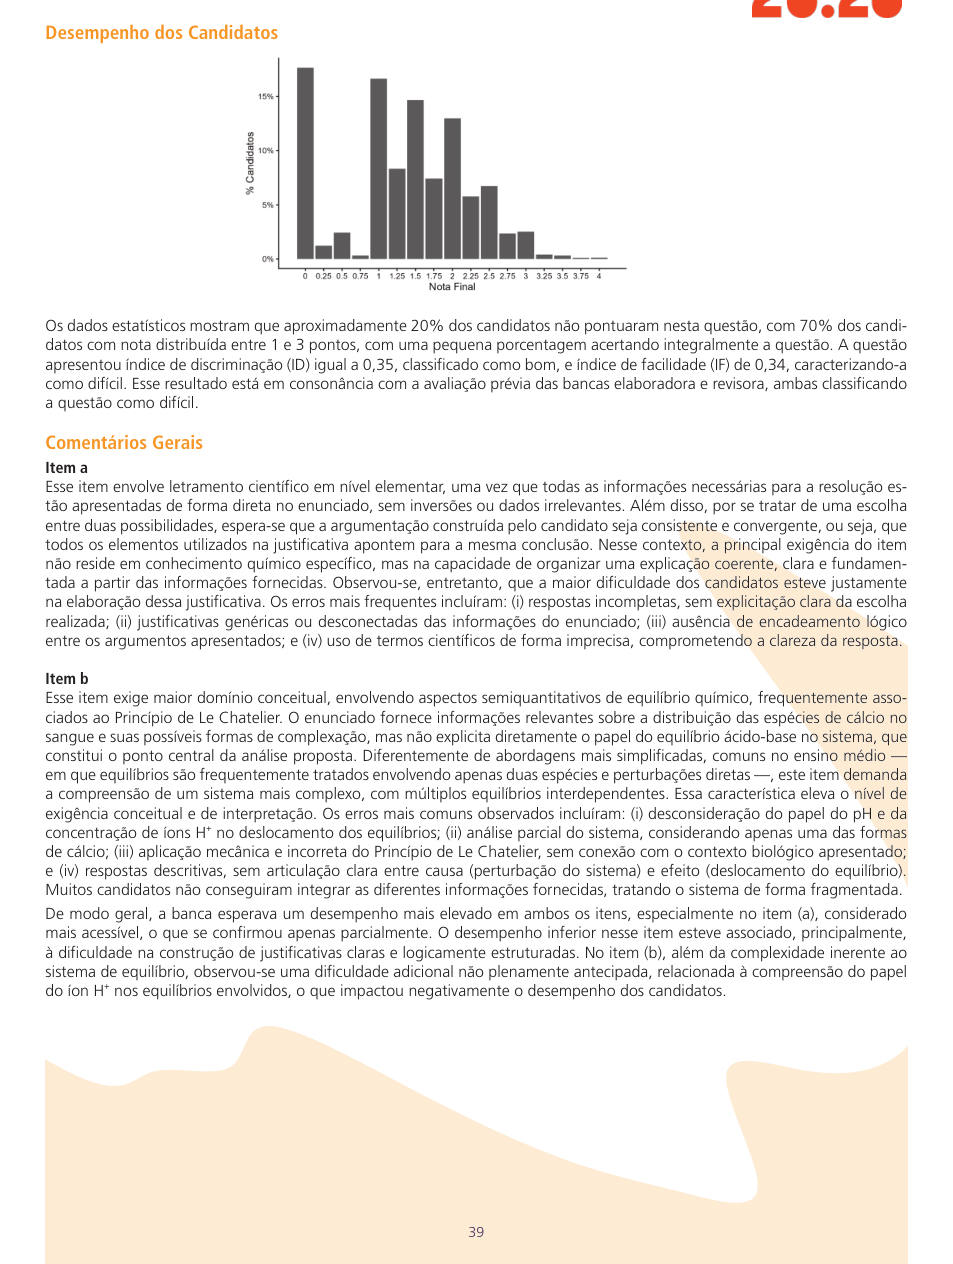 Desempenho dos Candidatos
15%
10%
5%
0%
% Candidatos
0 0.25 0.5 0.75 1 1.25 1.5 1.75 2 2.25 2.5 2.75 3 3.25 3.5 3.75 4
Nota Final
Os dados estatísticos mostram que aproximadamente 20% dos candidatos não pontuaram nesta questão, com 70% dos candi-
datos com nota distribuída entre 1 e 3 pontos, com uma pequena porcentagem acertando integralmente a questão. A questão
apresentou índice de discriminação (ID) igual a 0,35, classificado como bom, e índice de facilidade (IF) de 0,34, caracterizando-a
como difícil. Esse resultado está em consonância com a avaliação prévia das bancas elaboradora e revisora, ambas classificando
a questão como difícil.
Comentários Gerais
Item a
Esse item envolve letramento científico em nível elementar, uma vez que todas as informações necessárias para a resolução es-
tão apresentadas de forma direta no enunciado, sem inversões ou dados irrelevantes. Além disso, por se tratar de uma escolha
entre duas possibilidades, espera-se que a argumentação construída pelo candidato seja consistente e convergente, ou seja, que
todos os elementos utilizados na justificativa apontem para a mesma conclusão. Nesse contexto, a principal exigência do item
não reside em conhecimento químico específico, mas na capacidade de organizar uma explicação coerente, clara e fundamen-
tada a partir das informações fornecidas. Observou-se, entretanto, que a maior dificuldade dos candidatos esteve justamente
na elaboração dessa justificativa. Os erros mais frequentes incluíram: (i) respostas incompletas, sem explicitação clara da escolha
realizada; (ii) justificativas genéricas ou desconectadas das informações do enunciado; (iii) ausência de encadeamento lógico
entre os argumentos apresentados; e (iv) uso de termos científicos de forma imprecisa, comprometendo a clareza da resposta.
Item b
Esse item exige maior domínio conceitual, envolvendo aspectos semiquantitativos de equilíbrio químico, frequentemente asso-
ciados ao Princípio de Le Chatelier. O enunciado fornece informações relevantes sobre a distribuição das espécies de cálcio no
sangue e suas possíveis formas de complexação, mas não explicita diretamente o papel do equilíbrio ácido-base no sistema, que
constitui o ponto central da análise proposta. Diferentemente de abordagens mais simplificadas, comuns no ensino médio —
em que equilíbrios são frequentemente tratados envolvendo apenas duas espécies e perturbações diretas —, este item demanda
a compreensão de um sistema mais complexo, com múltiplos equilíbrios interdependentes. Essa característica eleva o nível de
exigência conceitual e de interpretação. Os erros mais comuns observados incluíram: (i) desconsideração do papel do pH e da
concentração de íons H⁺ no deslocamento dos equilíbrios; (ii) análise parcial do sistema, considerando apenas uma das formas
de cálcio; (iii) aplicação mecânica e incorreta do Princípio de Le Chatelier, sem conexão com o contexto biológico apresentado;
e (iv) respostas descritivas, sem articulação clara entre causa (perturbação do sistema) e efeito (deslocamento do equilíbrio).
Muitos candidatos não conseguiram integrar as diferentes informações fornecidas, tratando o sistema de forma fragmentada.
De modo geral, a banca esperava um desempenho mais elevado em ambos os itens, especialmente no item (a), considerado
mais acessível, o que se confirmou apenas parcialmente. O desempenho inferior nesse item esteve associado, principalmente,
à dificuldade na construção de justificativas claras e logicamente estruturadas. No item (b), além da complexidade inerente ao
sistema de equilíbrio, observou-se uma dificuldade adicional não plenamente antecipada, relacionada à compreensão do papel
do íon H⁺ nos equilíbrios envolvidos, o que impactou negativamente o desempenho dos candidatos.
39